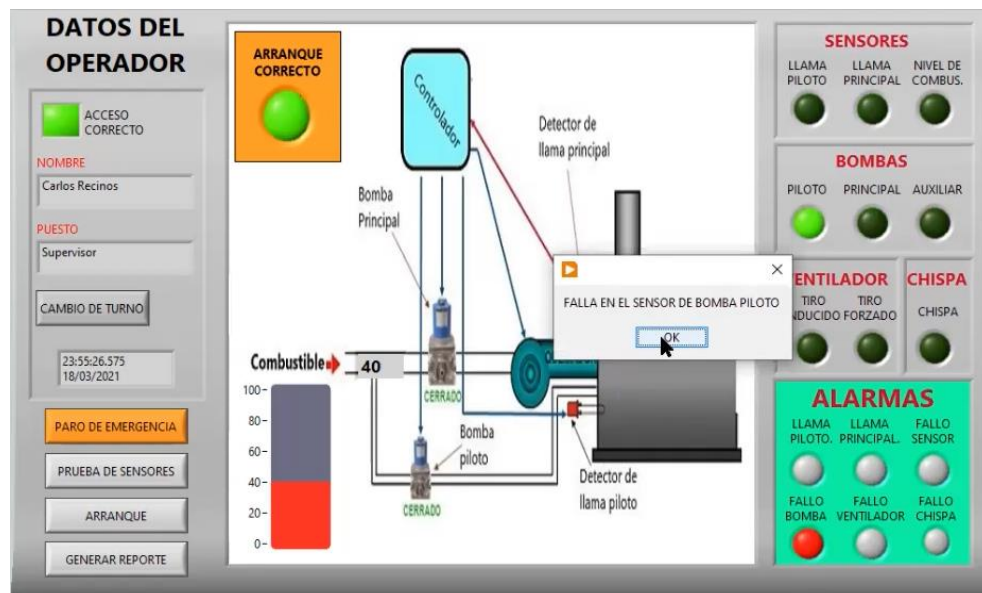 DATOS DEL
OPERADOR
ACCESO
CORRECTO
NOMBRE
Carlos Recinos
PUESTO
Supervisor
CAMBIO DE TURNO
23:55:26.575
18/03/2021
PARO DE EMERGENCIA
PRUEBA DE SENSORES
ARRANQUE
GENERAR REPORTE
ARRANQUE
CORRECTO
Controlador
Detector de
llama principal
Bomba
Principal
Combustible
40
CERRADO
100
80
60
40
20
0
Bomba
piloto
CERRADO
Detector de
llama piloto
FALLA EN EL SENSOR DE BOMBA PILOTO
OK
SENSORES
LLAMA PILOTO
LLAMA PRINCIPAL
NIVEL DE COMBUS.
BOMBAS
PILOTO PRINCIPAL AUXILIAR
TIRO
TIRO FORZADO
CHISPA
CHISPA
ALARMAS
LLAMA PILOTO.
LLAMA PRINCIPAL.
FALLO SENSOR
FALLO BOMBA
FALLO VENTILADOR
FALLO CHISPA